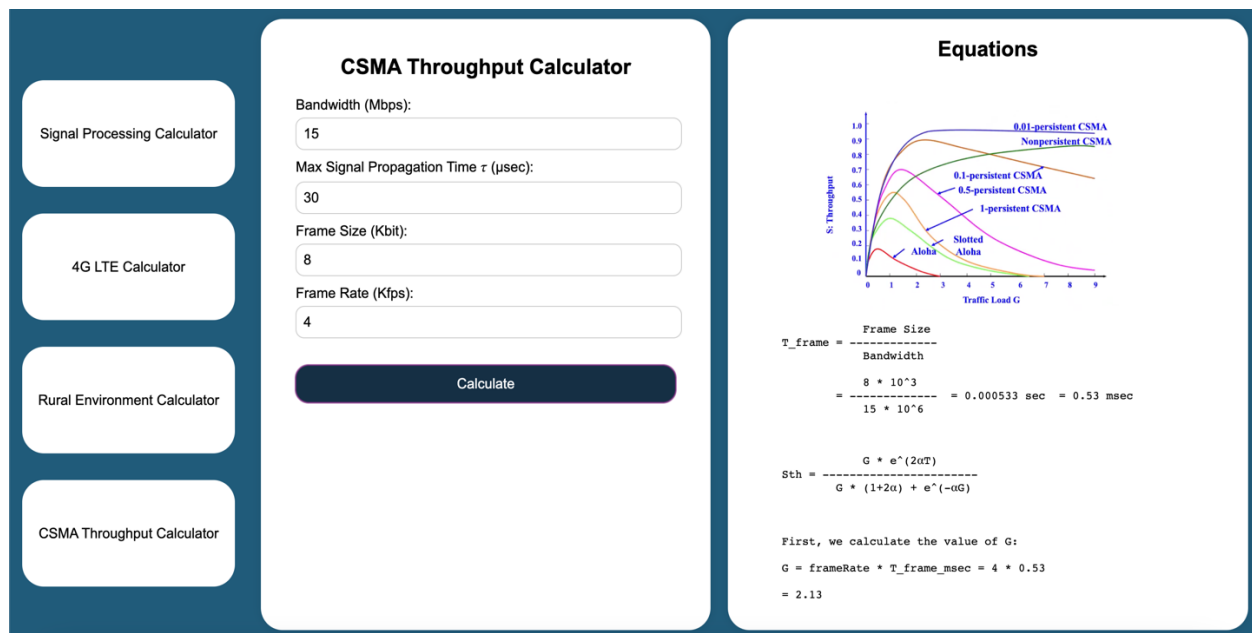 Signal Processing Calculator
4G LTE Calculator
Rural Environment Calculator
CSMA Throughput Calculator
CSMA Throughput Calculator
Bandwidth (Mbps):
15
Max Signal Propagation Time τ (μsec):
30
Frame Size (Kbit):
8
Frame Rate (Kfps):
4
Calculate
Equations
S: Throughput
1.0
0.9
0.8
0.7
0.6
0.5
0.4
0.3
0.2
0.1
0
0.01-persistent CSMA
Nonpersistent CSMA
0.1-persistent CSMA
0.5-persistent CSMA
1-persistent CSMA
Slotted
Aloha
Aloha
0 1 2 3 4 5 6 7 8 9
Traffic Load G
Frame Size
T_frame = -------------
Bandwidth
8 * 10^3
= ------------- = 0.000533 sec = 0.53 msec
15 * 10^6
G * e^(2αT)
Sth = -----------------------
G * (1+2α) + e^(-αG)
First, we calculate the value of G:
G = frameRate * T_frame_msec = 4 * 0.53
= 2.13